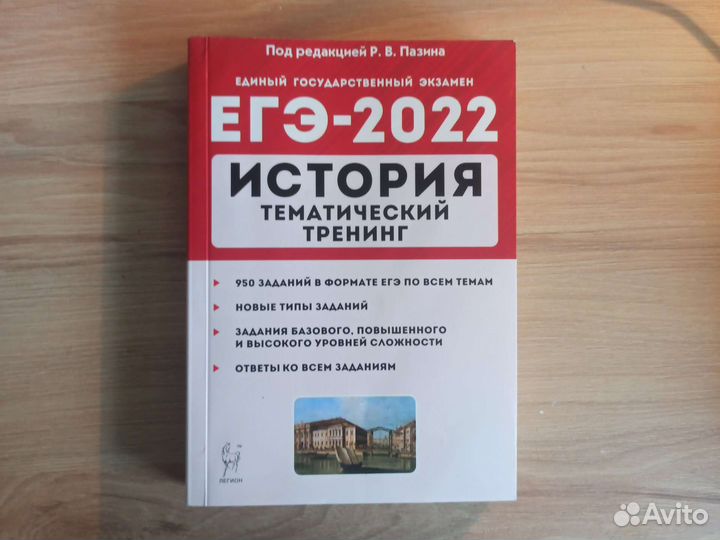 Под редакцией Р. В. Пазина
ЕДИНЫЙ ГОСУДАРСТВЕННЫЙ ЭКЗАМЕН
ЕГЭ-2022
ИСТОРИЯ
ТЕМАТИЧЕСКИЙ
ТРЕНИНГ
950 ЗАДАНИЙ В ФОРМАТЕ ЕГЭ ПО ВСЕМ ТЕМАМ
НОВЫЕ ТИПЫ ЗАДАНИЙ
ЗАДАНИЯ БАЗОВОГО, ПОВЫШЕННОГО
И ВЫСОКОГО УРОВНЕЙ СЛОЖНОСТИ
ОТВЕТЫ КО ВСЕМ ЗАДАНИЯМ
ЛЕГИОН
Avito